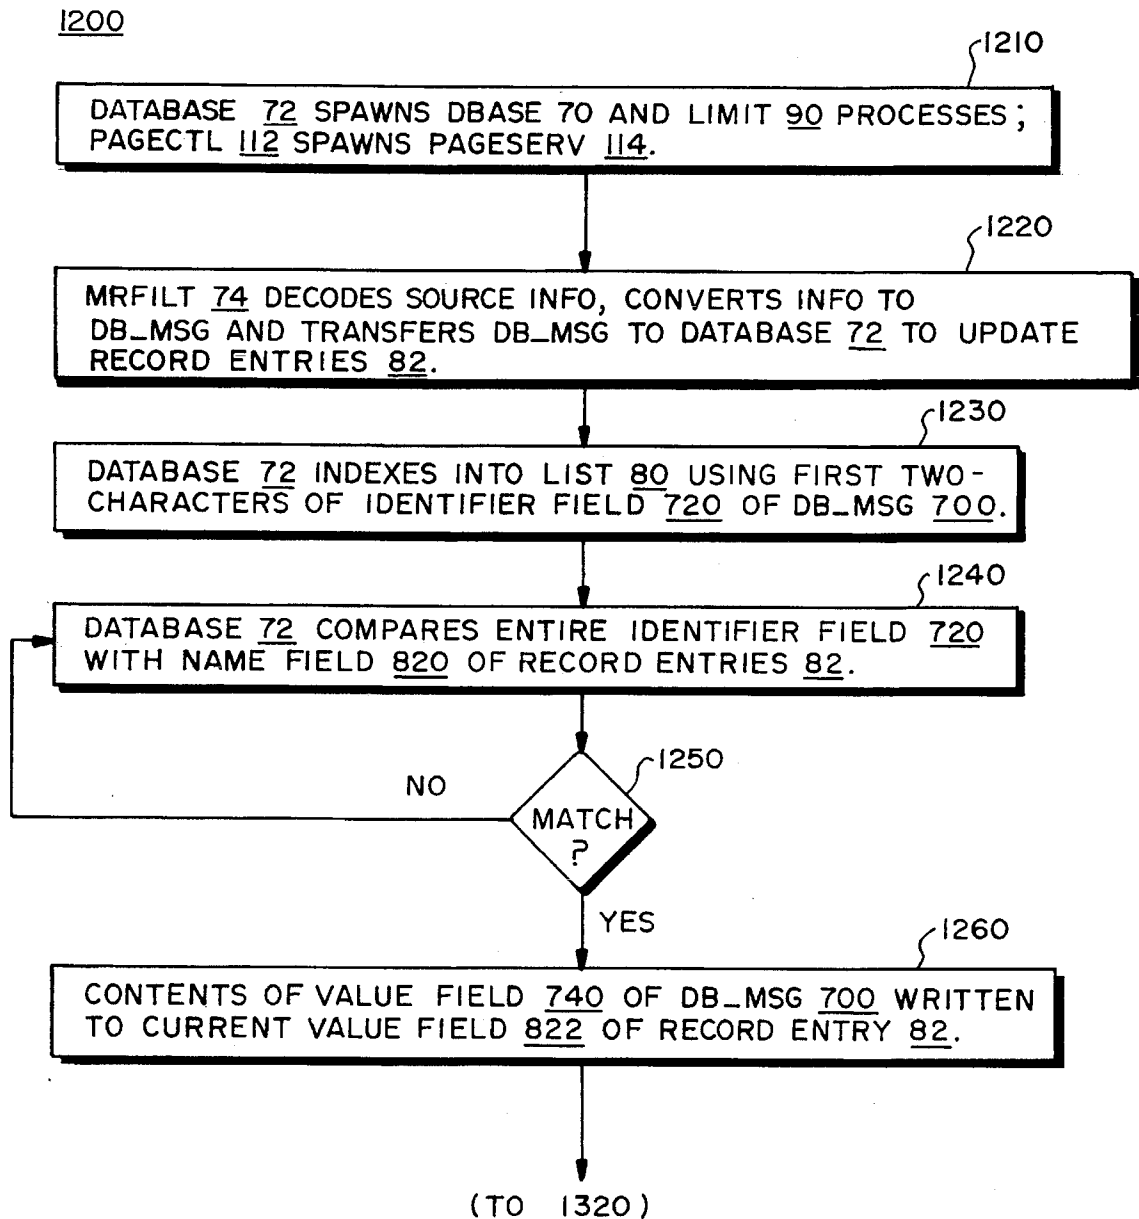 1200
1210
DATABASE 72 SPAWNS DBASE 70 AND LIMIT 90 PROCESSES;
PAGECTL 112 SPAWNS PAGESERV 114.
1220
MRFILT 74 DECODES SOURCE INFO, CONVERTS INFO TO
DB_MSG AND TRANSFERS DB_MSG TO DATABASE 72 TO UPDATE
RECORD ENTRIES 82.
1230
DATABASE 72 INDEXES INTO LIST 80 USING FIRST TWO-
CHARACTERS OF IDENTIFIER FIELD 720 OF DB_MSG 700.
1240
DATABASE 72 COMPARES ENTIRE IDENTIFIER FIELD 720
WITH NAME FIELD 820 OF RECORD ENTRIES 82.
1250
NO
MATCH
?
YES
1260
CONTENTS OF VALUE FIELD 740 OF DB_MSG 700 WRITTEN
TO CURRENT VALUE FIELD 822 OF RECORD ENTRY 82.
(TO 1320)